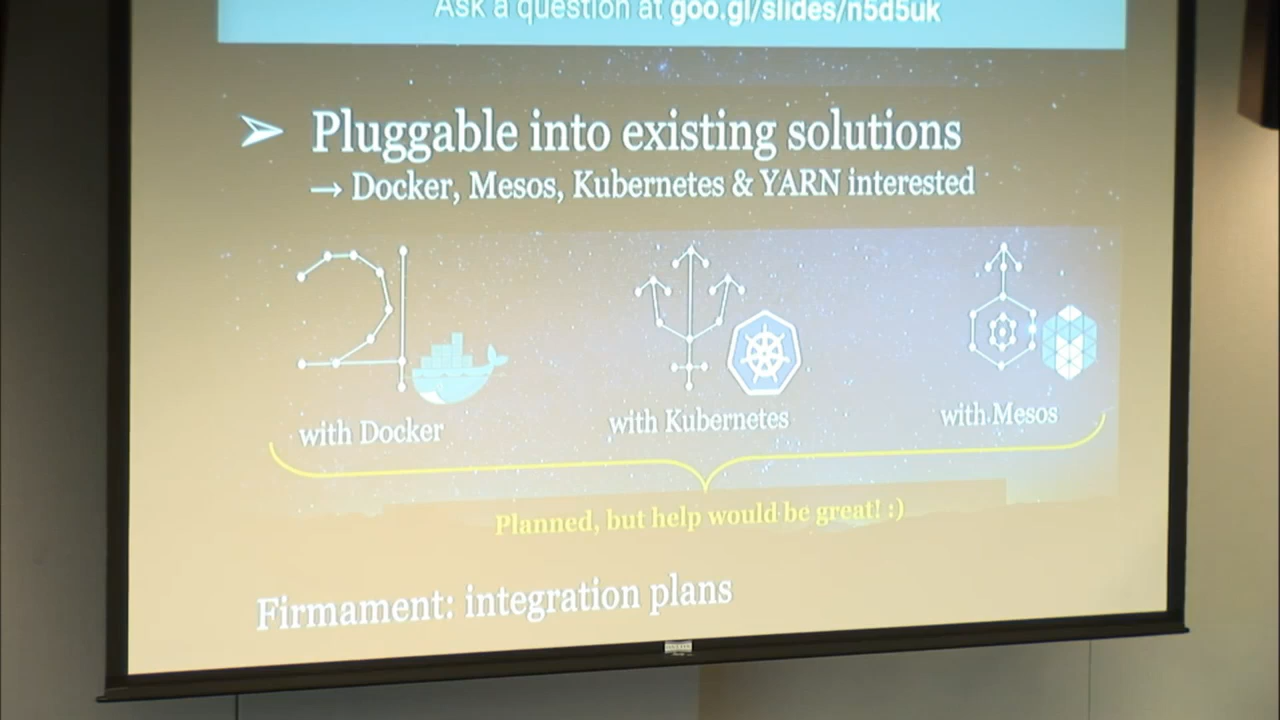 Ask a question at goo.gl/slides/n5d5uk
➢ Pluggable into existing solutions
→ Docker, Mesos, Kubernetes & YARN interested
with Docker
with Kubernetes
with Mesos
Planned, but help would be great! :)
Firmament: integration plans